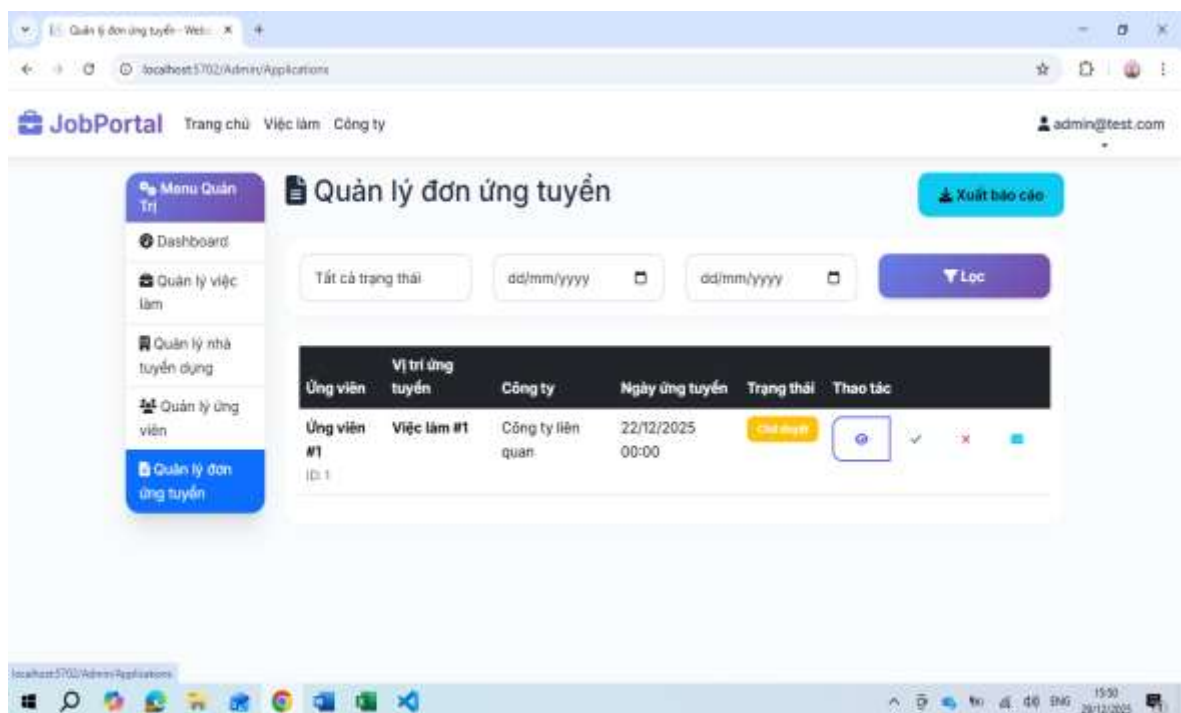 Quản lý đơn ứng tuyển - Web
localhost:5702/Admin/Applications
JobPortal Trang chủ Việc làm Công ty
admin@test.com
Menu Quản
Trị
Quản lý đơn ứng tuyển
Xuất báo cáo
Dashboard
Quản lý việc
làm
Tất cả trạng thái dd/mm/yyyy dd/mm/yyyy Lọc
Quản lý nhà
tuyển dụng
Quản lý ứng
viên
Quản lý đơn
ứng tuyển
Vị trí ứng
Ứng viên tuyển Công ty Ngày ứng tuyển Trạng thái Thao tác
Ứng viên Việc làm #1 Công ty liên 22/12/2025 Chờ duyệt
#1 quan 00:00
ID: 1
localhost:5702/Admin/Applications
ENG 15:50
29/12/2025